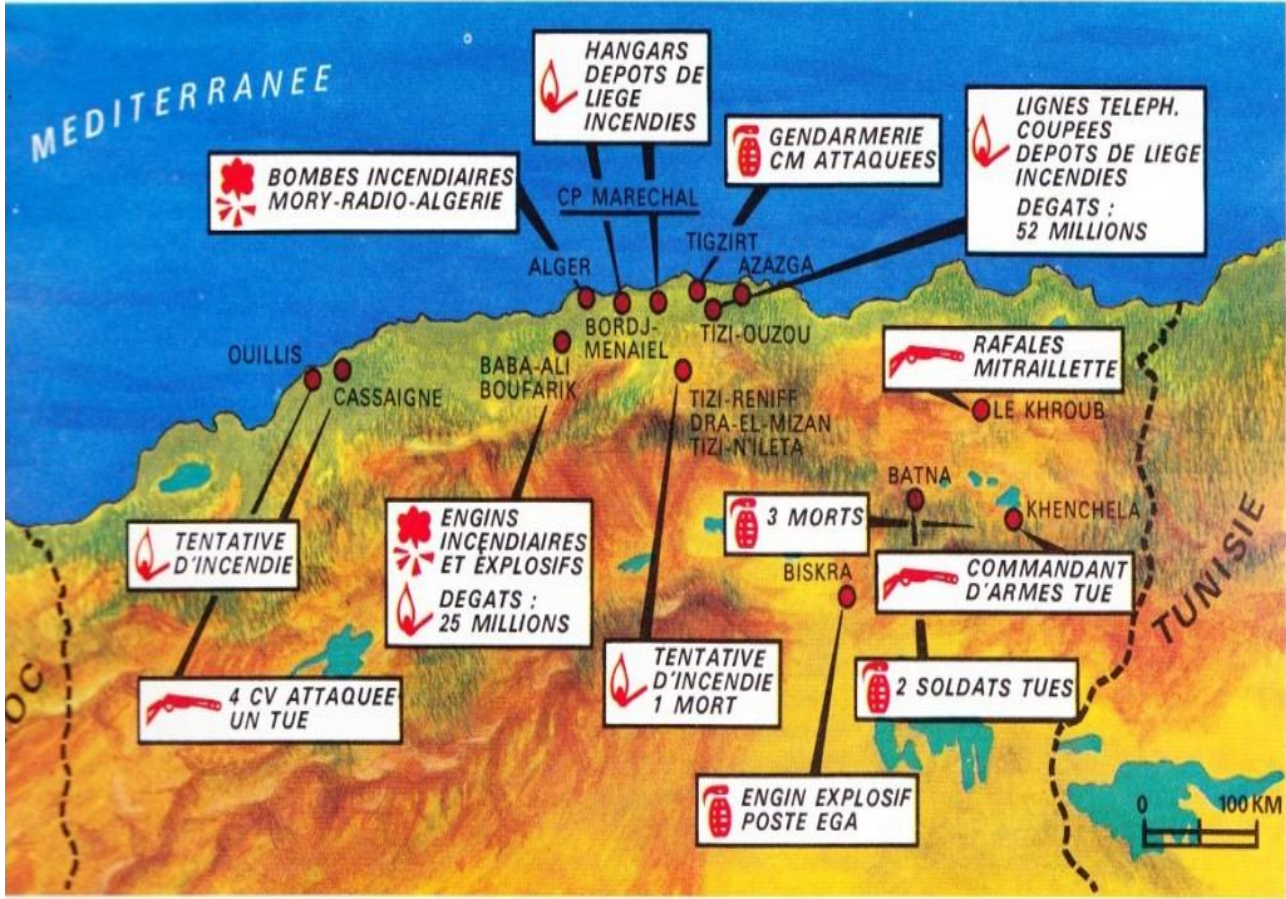 MEDITERRANEE
HANGARS
DEPOTS DE
LIEGE
INCENDIES
LIGNES TELEPH.
COUPEES
DEPOTS DE LIEGE
INCENDIES
DEGATS :
52 MILLIONS
GENDARMERIE
CM ATTAQUEES
BOMBES INCENDIAIRES
MORY-RADIO-ALGERIE
CP MARECHAL
TIGZIRT
ALGER
AZAZGA
BORDJ-
MENAIEL
TIZI-OUZOU
OUILLIS
CASSAIGNE
BABA-ALI
BOUFARIK
TIZI-RENIFF
DRA-EL-MIZAN
TIZI-N'ILETA
RAFALES
MITRAILLETTE
LE KHROUB
BATNA
KHENCHELA
TUNISIE
3 MORTS
BISKRA
COMMANDANT
D'ARMES TUE
TENTATIVE
D'INCENDIE
ENGINS
INCENDIAIRES
ET EXPLOSIFS
DEGATS :
25 MILLIONS
OC
4 CV ATTAQUEE
UN TUE
TENTATIVE
D'INCENDIE
1 MORT
2 SOLDATS TUES
ENGIN EXPLOSIF
POSTE EGA
0 100 KM